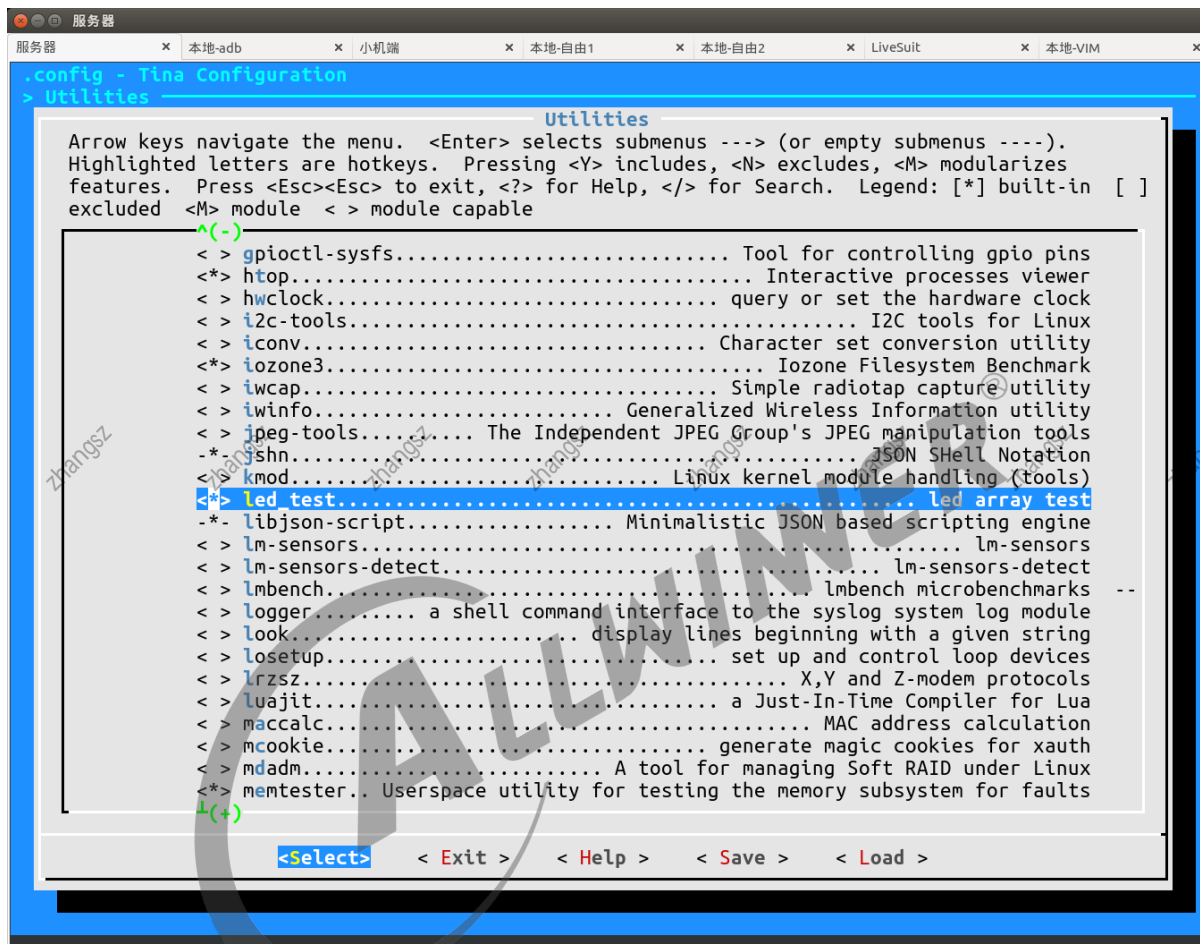 服务器
服务器 × 本地-adb × 小机端 × 本地-自由1 × 本地-自由2 × LiveSuit × 本地-VIM ×
.config - Tina Configuration
> Utilities
Utilities
Arrow keys navigate the menu.  <Enter> selects submenus ---> (or empty submenus ----).
Highlighted letters are hotkeys.  Pressing <Y> includes, <N> excludes, <M> modularizes
features.  Press <Esc><Esc> to exit, <?> for Help, </> for Search.  Legend: [*] built-in  [ ]
excluded  <M> module  < > module capable
^(-)
< > gpioctl-sysfs............................. Tool for controlling gpio pins
<*> htop........................................ Interactive processes viewer
< > hwclock.................................. query or set the hardware clock
< > i2c-tools............................................ I2C tools for Linux
< > iconv................................... Character set conversion utility
<*> iozone3...................................... Iozone Filesystem Benchmark
< > iwcap.................................... Simple radiotap capture utility
< > iwinfo.......................... Generalized Wireless Information utility
< > jpeg-tools.......... The Independent JPEG Group's JPEG manipulation tools
-*- jshn................................................. JSON SHell Notation
< > kmod................................ Linux kernel module handling (tools)
<*> led_test.................................................. led array test
-*- libjson-script.................. Minimalistic JSON based scripting engine
< > lm-sensors.................................................... lm-sensors
< > lm-sensors-detect...................................... lm-sensors-detect
< > lmbench.......................................... lmbench microbenchmarks  --
< > logger............ a shell command interface to the syslog system log module
< > look......................... display lines beginning with a given string
< > losetup.................................. set up and control loop devices
< > lrzsz........................................ X,Y and Z-modem protocols
< > luajit................................... a Just-In-Time Compiler for Lua
< > maccalc.......................................... MAC address calculation
< > mcookie................................. generate magic cookies for xauth
< > mdadm.......................... A tool for managing Soft RAID under Linux
<*> memtester.. Userspace utility for testing the memory subsystem for faults
┴(+)
<Select>    < Exit >    < Help >    < Save >    < Load >
zhangsz zhangsz zhangsz zhangsz zhangsz zhangsz zhangsz
ALLWINNER®